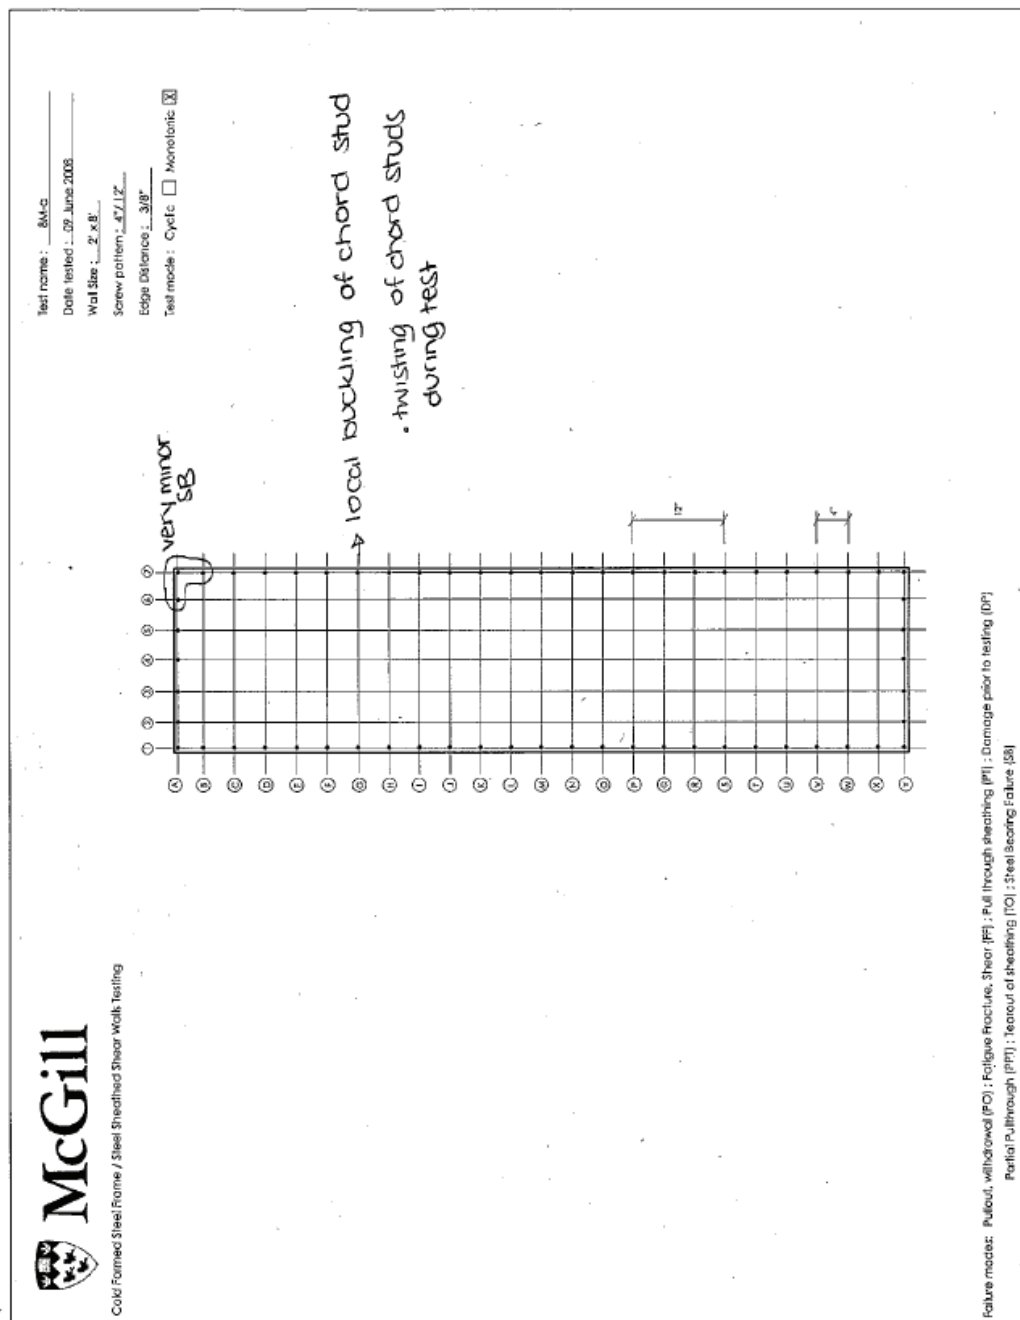 McGill
Cold Formed Steel Frame / Steel Sheathed Shear Walls Testing
Test name : 8M-a
Date tested : 09 June 2008
Wall Size : 2' x 8'
Screw pattern : 4"/12"
Edge Distance : 3/8"
Test mode : Cyclic Monotonic X
very minor
SB
local buckling of chord stud
• twisting of chord studs
during test
1 2 3 4 5 6 7
A
B
C
D
E
F
G
H
I
J
K
L
M
N
O
P
Q
R
S
T
U
V
W
X
Y
12"
4"
Failure modes: Pullout, withdrawal (PO) ; Fatigue Fracture, Shear (FF) ; Pull through sheathing (PT) ; Damage prior to testing (DP)
Partial Pullthrough (PPT) ; Tearout of sheathing (TO) ; Steel Bearing Failure (SB)